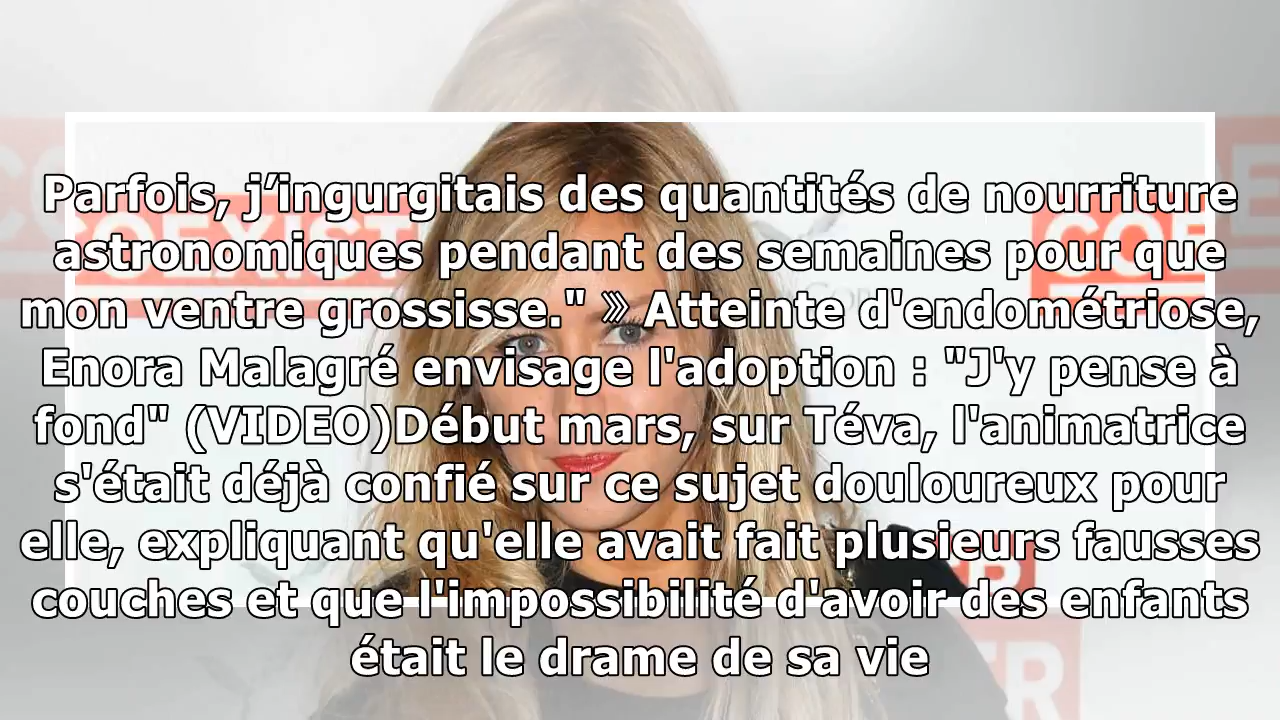 Parfois, j’ingurgitais des quantités de nourriture
astronomiques pendant des semaines pour que
mon ventre grossisse." » Atteinte d'endométriose,
Enora Malagré envisage l'adoption : "J'y pense à
fond" (VIDEO)Début mars, sur Téva, l'animatrice
s'était déjà confié sur ce sujet douloureux pour
elle, expliquant qu'elle avait fait plusieurs fausses
couches et que l'impossibilité d'avoir des enfants
était le drame de sa vie
COEXIST